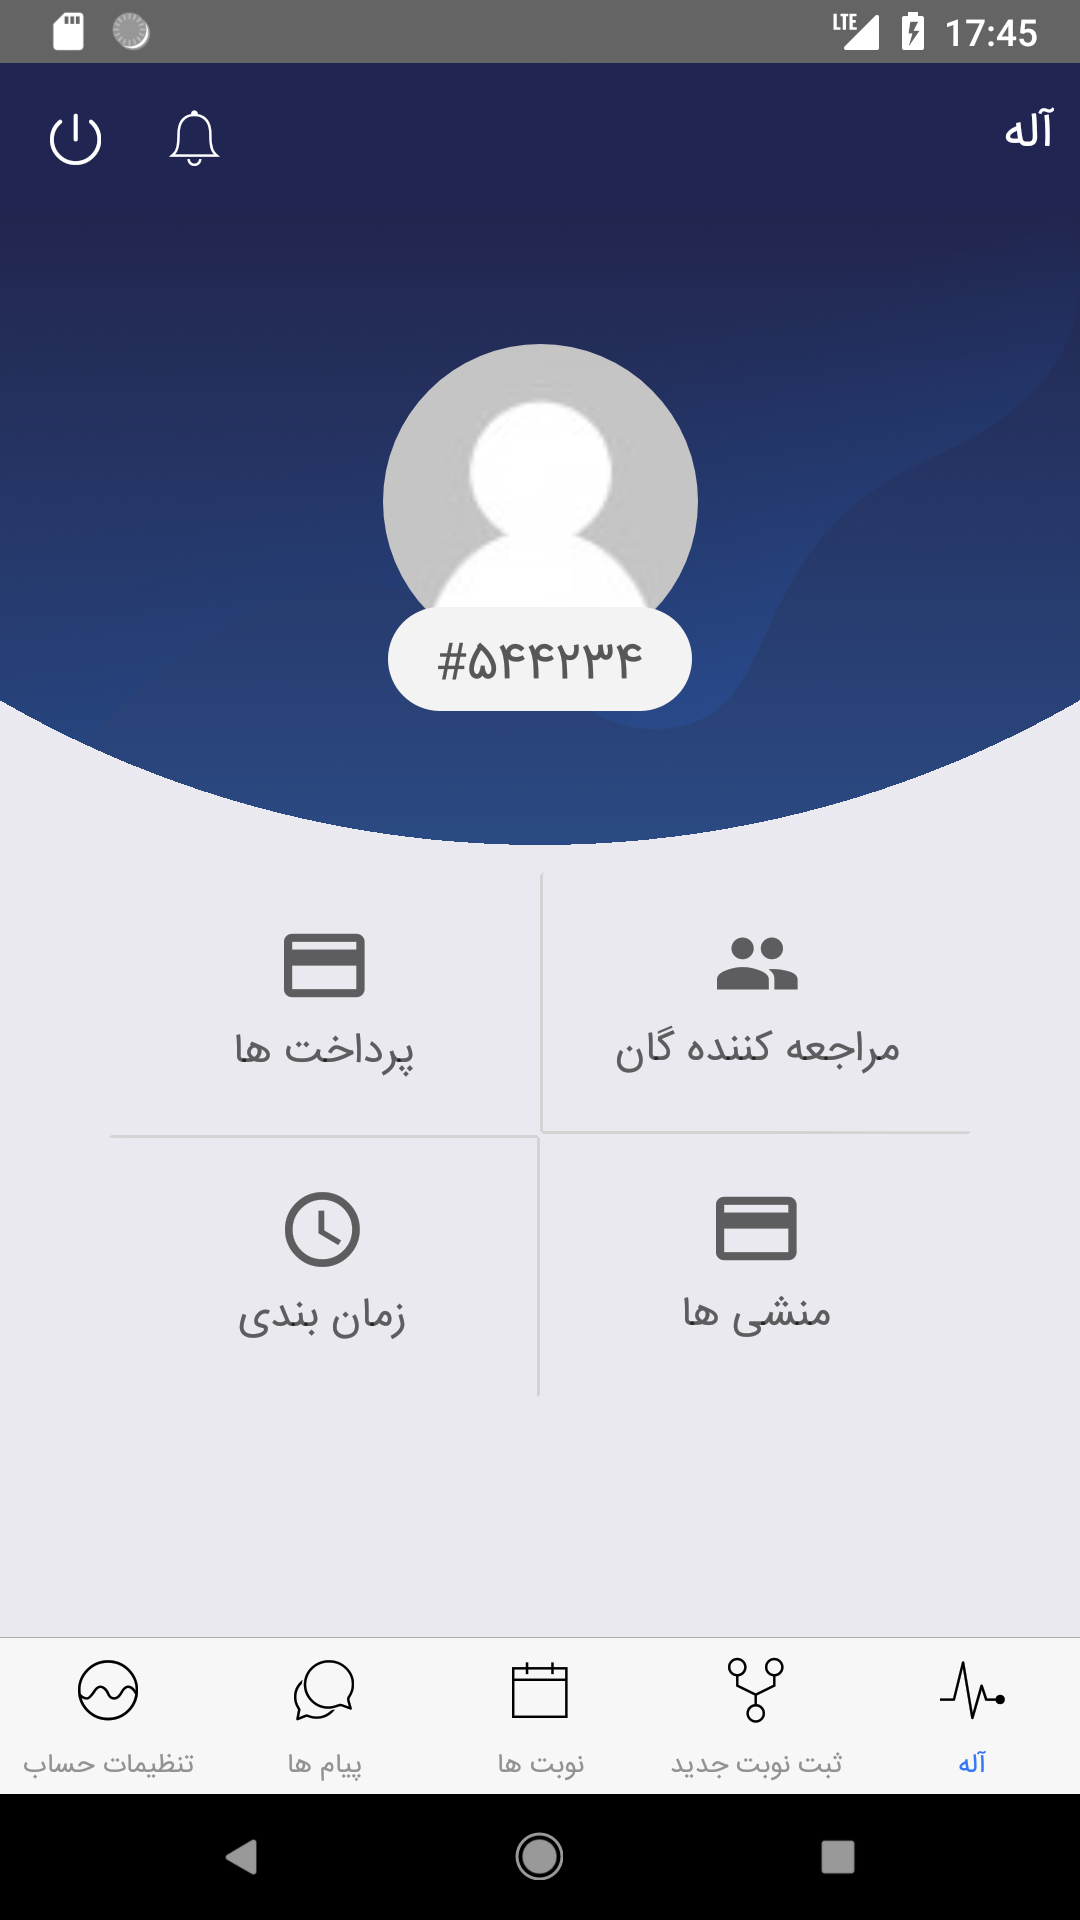 LTE 17:45
آله
#۵۴۴۲۳۴
مراجعه کننده گان
پرداخت ها
منشی ها
زمان بندی
آله
ثبت نوبت جدید
نوبت ها
پیام ها
تنظیمات حساب